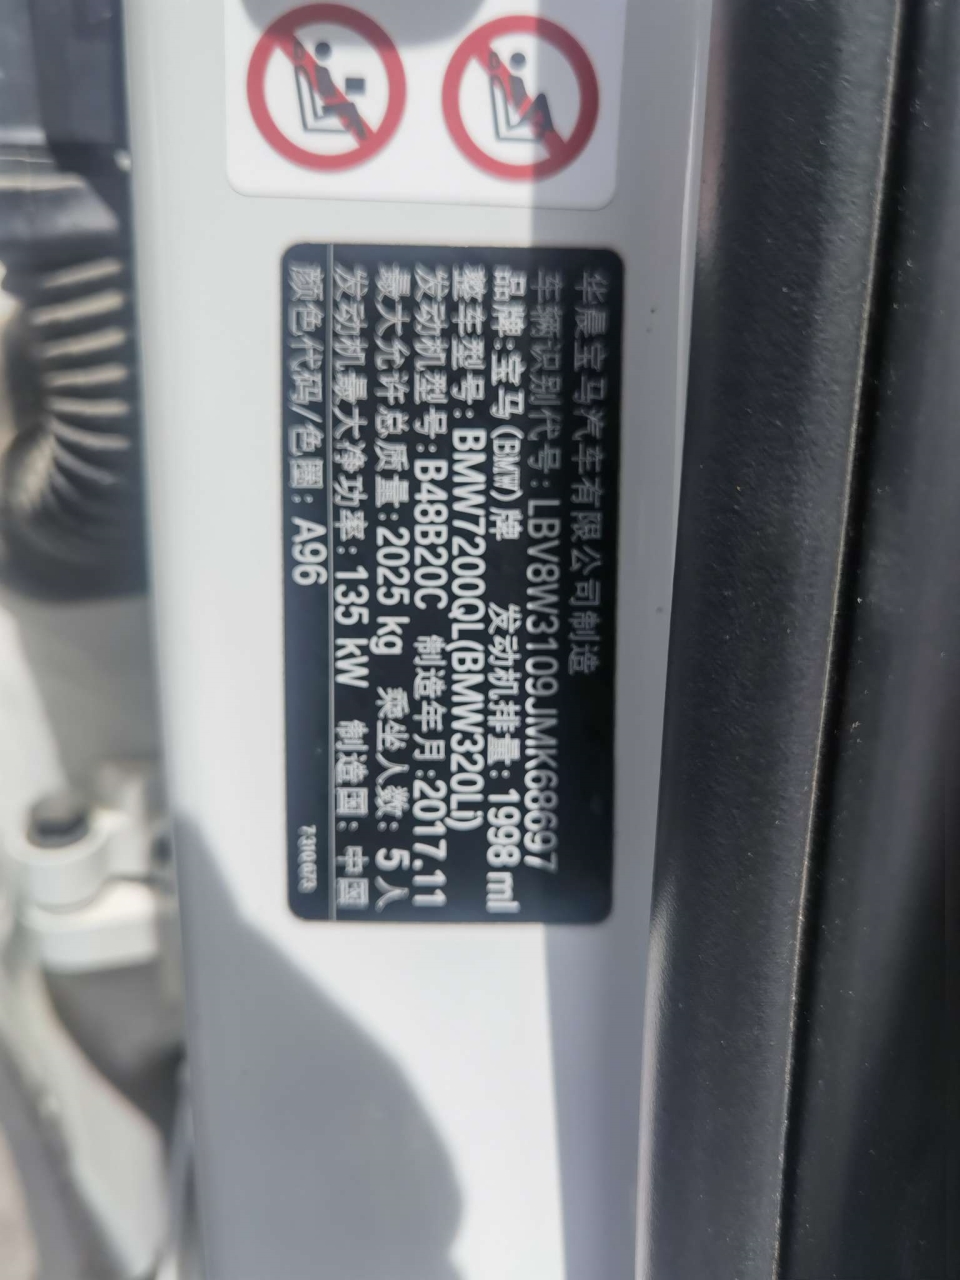 华晨宝马汽车有限公司制造
车辆识别代号:LBV8W3109JMK68697
品牌:宝马(BMW)牌 发动机排量:1998 ml
整车型号:BMW7200QL(BMW320Li)
发动机型号:B48B20C 制造年月:2017.11
最大允许总质量:2025 kg 乘坐人数:5人
发动机最大净功率:135 kW 制造国:中国
颜色代码/色圈:A96